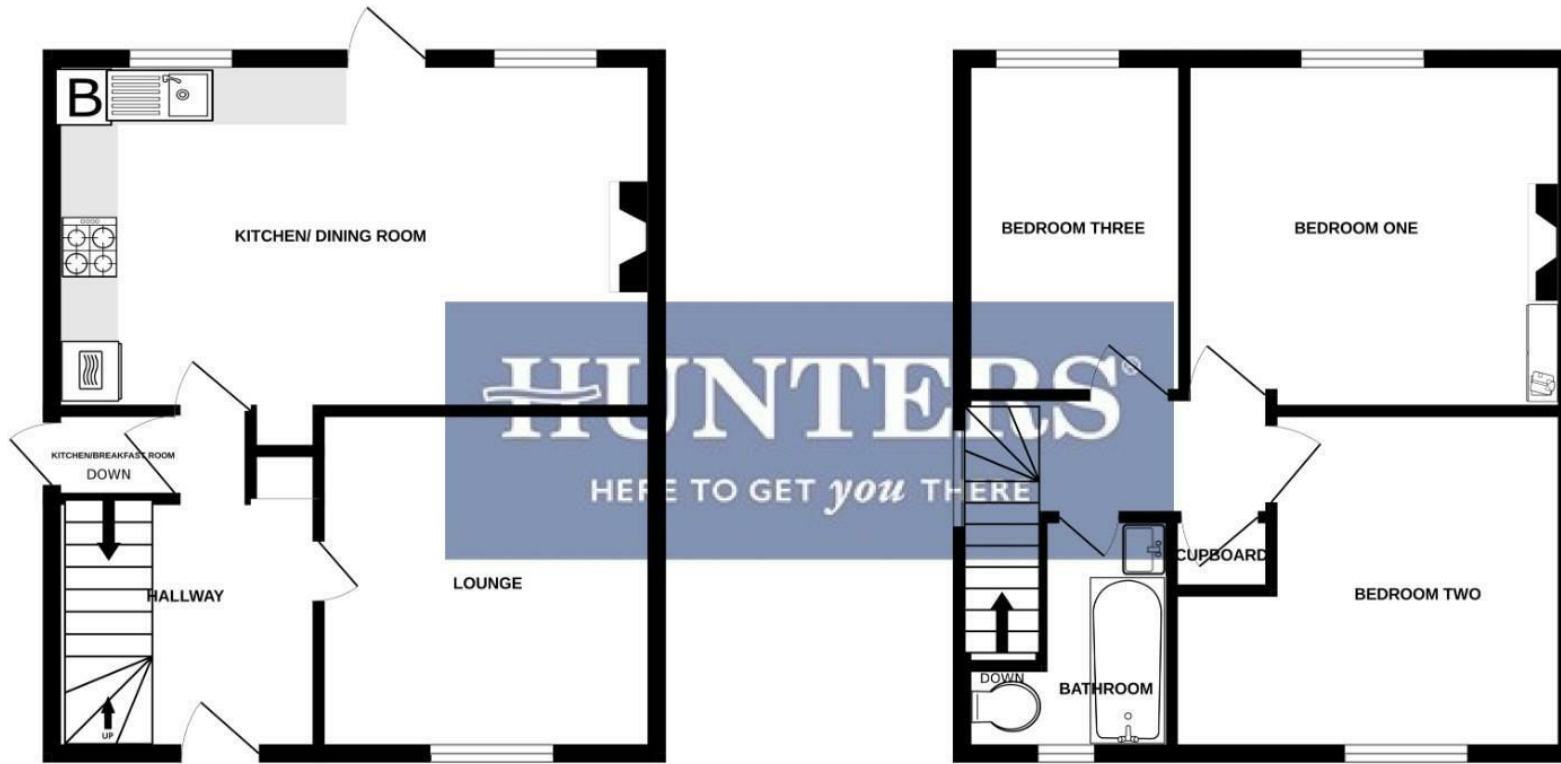 B
KITCHEN/ DINING ROOM
KITCHEN/BREAKFAST ROOM
DOWN
HALLWAY
UP
LOUNGE
BEDROOM THREE
BEDROOM ONE
HUNTERS®
HERE TO GET you THERE
CUPBOARD
BEDROOM TWO
DOWN
BATHROOM